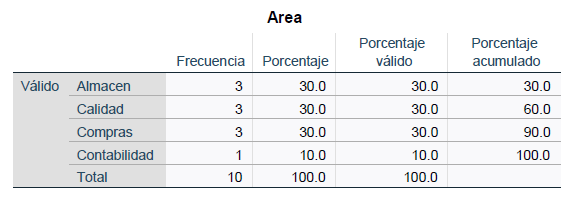 Area
Frecuencia Porcentaje Porcentaje válido Porcentaje acumulado
Válido Almacen 3 30.0 30.0 30.0
Calidad 3 30.0 30.0 60.0
Compras 3 30.0 30.0 90.0
Contabilidad 1 10.0 10.0 100.0
Total 10 100.0 100.0